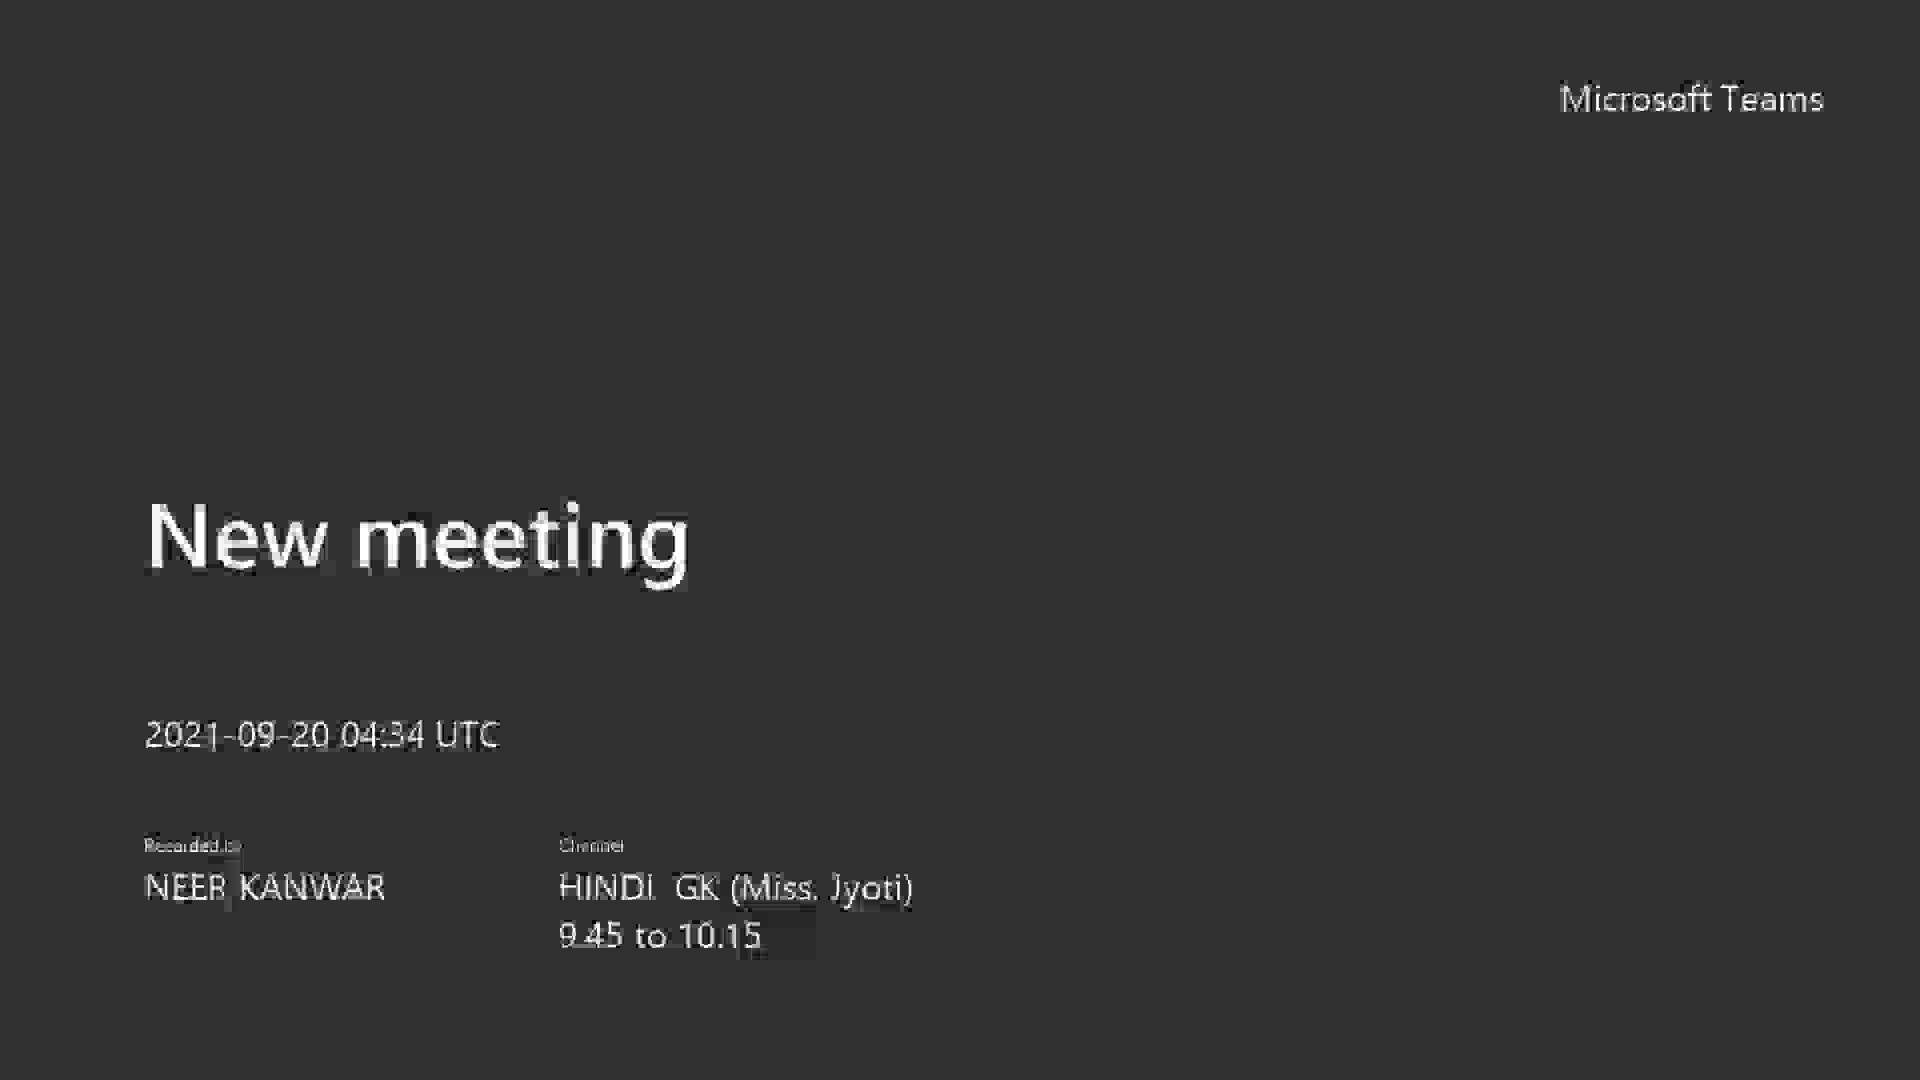 Microsoft Teams
New meeting
2021-09-20 04:34 UTC
Recorded by
NEER KANWAR
Channel
HINDI GK (Miss. Jyoti)
9.45 to 10.15